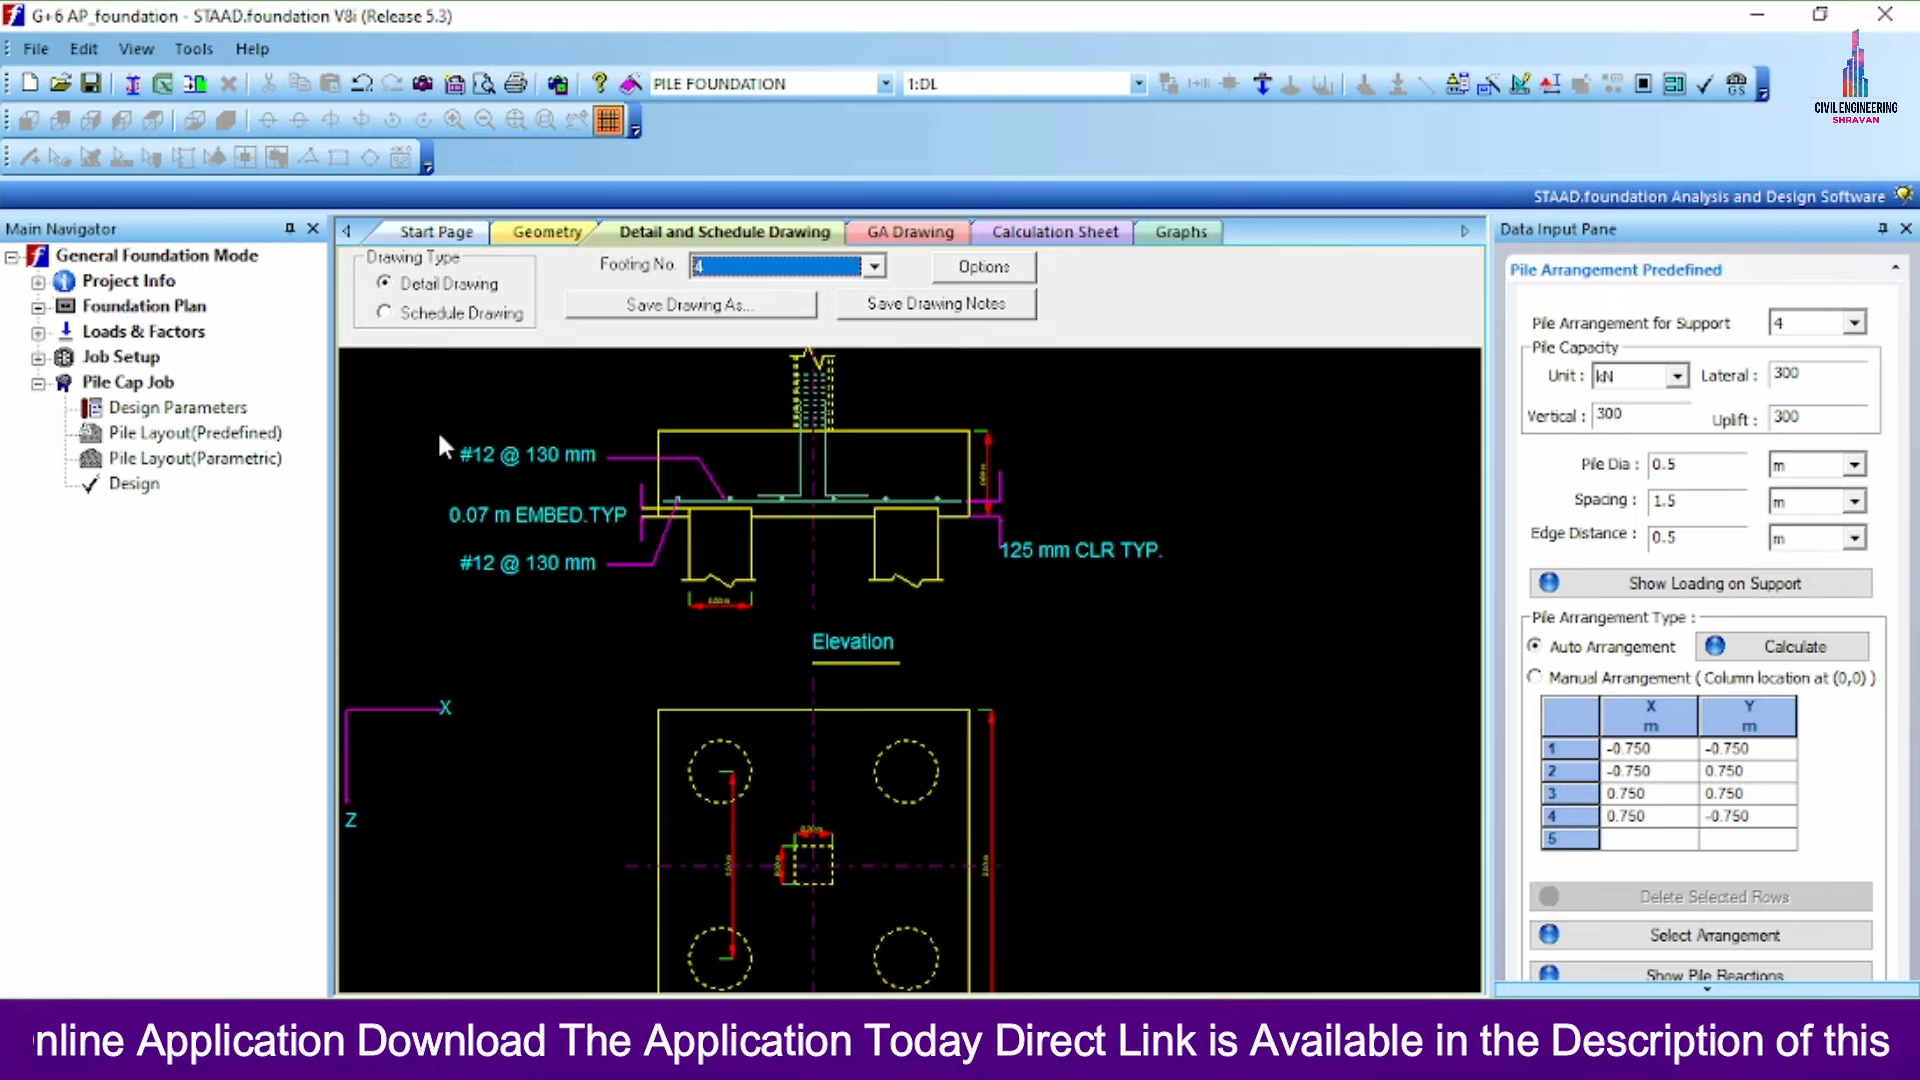 G+6 AP_foundation - STAAD.foundation V8i (Release 5.3)
File Edit View Tools Help
PILE FOUNDATION 1:DL
GS
CIVIL ENGINEERING
SHRAVAN
STAAD.foundation Analysis and Design Software
Main Navigator
General Foundation Mode
Project Info
Foundation Plan
Loads & Factors
Job Setup
Pile Cap Job
Design Parameters
Pile Layout(Predefined)
Pile Layout(Parametric)
Design
Start Page Geometry Detail and Schedule Drawing GA Drawing Calculation Sheet Graphs
Drawing Type
Detail Drawing
Schedule Drawing
Footing No. 4 Options
Save Drawing As... Save Drawing Notes
#12 @ 130 mm
0.07 m EMBED.TYP
#12 @ 130 mm
125 mm CLR TYP.
Elevation
X
Z
Data Input Pane
Pile Arrangement Predefined
Pile Arrangement for Support 4
Pile Capacity
Unit : kN Lateral : 300
Vertical : 300 Uplift : 300
Pile Dia : 0.5 m
Spacing : 1.5 m
Edge Distance : 0.5 m
Show Loading on Support
Pile Arrangement Type :
Auto Arrangement Calculate
Manual Arrangement ( Column location at (0,0) )
X Y
m m
1 -0.750 -0.750
2 -0.750 0.750
3 0.750 0.750
4 0.750 -0.750
5
Delete Selected Rows
Select Arrangement
Show Pile Reactions
nline Application Download The Application Today Direct Link is Available in the Description of this